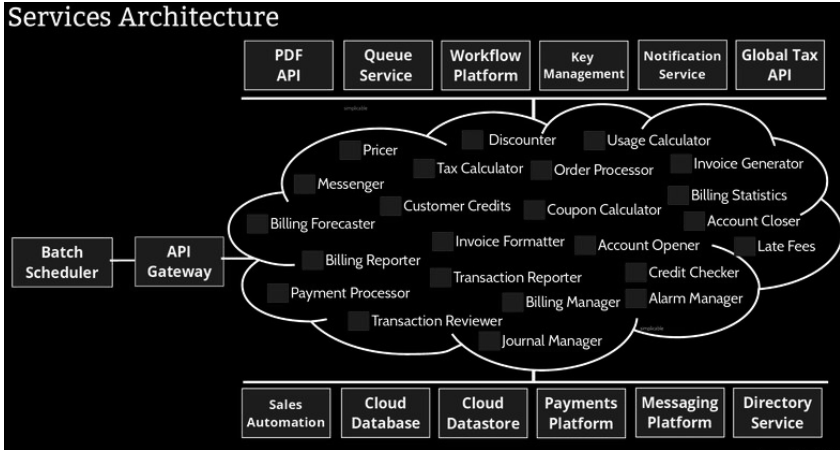 Services Architecture
PDF
API
Queue
Service
Workflow
Platform
Key
Management
Notification
Service
Global Tax
API
simplicable
Discounter
Usage Calculator
Pricer
Tax Calculator
Order Processor
Invoice Generator
Messenger
Customer Credits
Coupon Calculator
Billing Statistics
Billing Forecaster
Account Closer
Invoice Formatter
Account Opener
Late Fees
Batch
Scheduler
API
Gateway
Billing Reporter
Transaction Reporter
Credit Checker
Payment Processor
Billing Manager
Alarm Manager
Transaction Reviewer
simplicable
Journal Manager
Sales
Automation
Cloud
Database
Cloud
Datastore
Payments
Platform
Messaging
Platform
Directory
Service